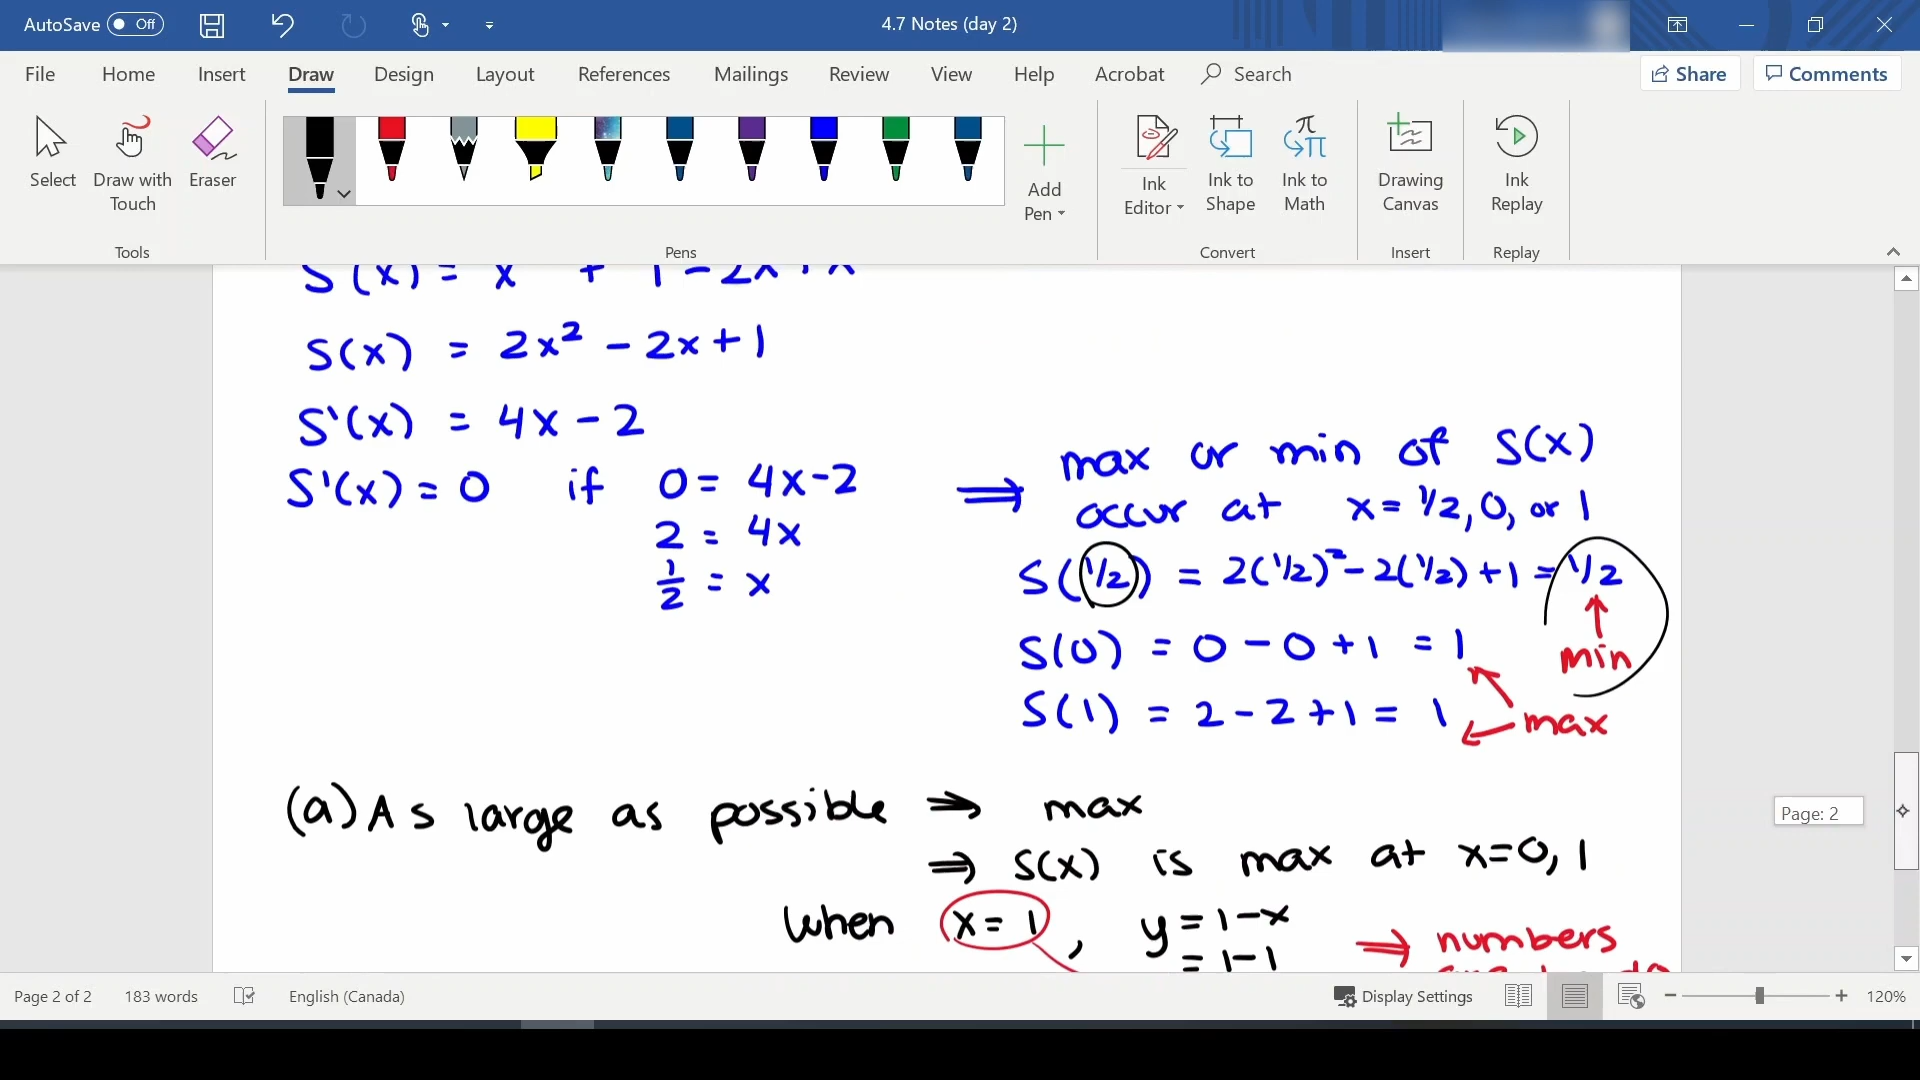 AutoSave Off
4.7 Notes (day 2)
File Home Insert Draw Design Layout References Mailings Review View Help Acrobat Search Share Comments
Select Draw with Touch Eraser
Add Pen
Ink Editor
Ink to Shape
Ink to Math
Drawing Canvas
Ink Replay
Tools Pens Convert Insert Replay
S(x) = 2x² - 2x + 1
S'(x) = 4x - 2
S'(x) = 0 if 0 = 4x - 2
2 = 4x
1/2 = x
⇒ max or min of S(x)
occur at x = 1/2, 0, or 1
S(1/2) = 2(1/2)² - 2(1/2) + 1 = 1/2
↑
min
S(0) = 0 - 0 + 1 = 1
S(1) = 2 - 2 + 1 = 1
max
(a) As large as possible ⇒ max
⇒ S(x) is max at x=0, 1
When x = 1, y = 1 - x
= 1 - 1
⇒ numbers
Page: 2
Page 2 of 2 183 words English (Canada) Display Settings 120%